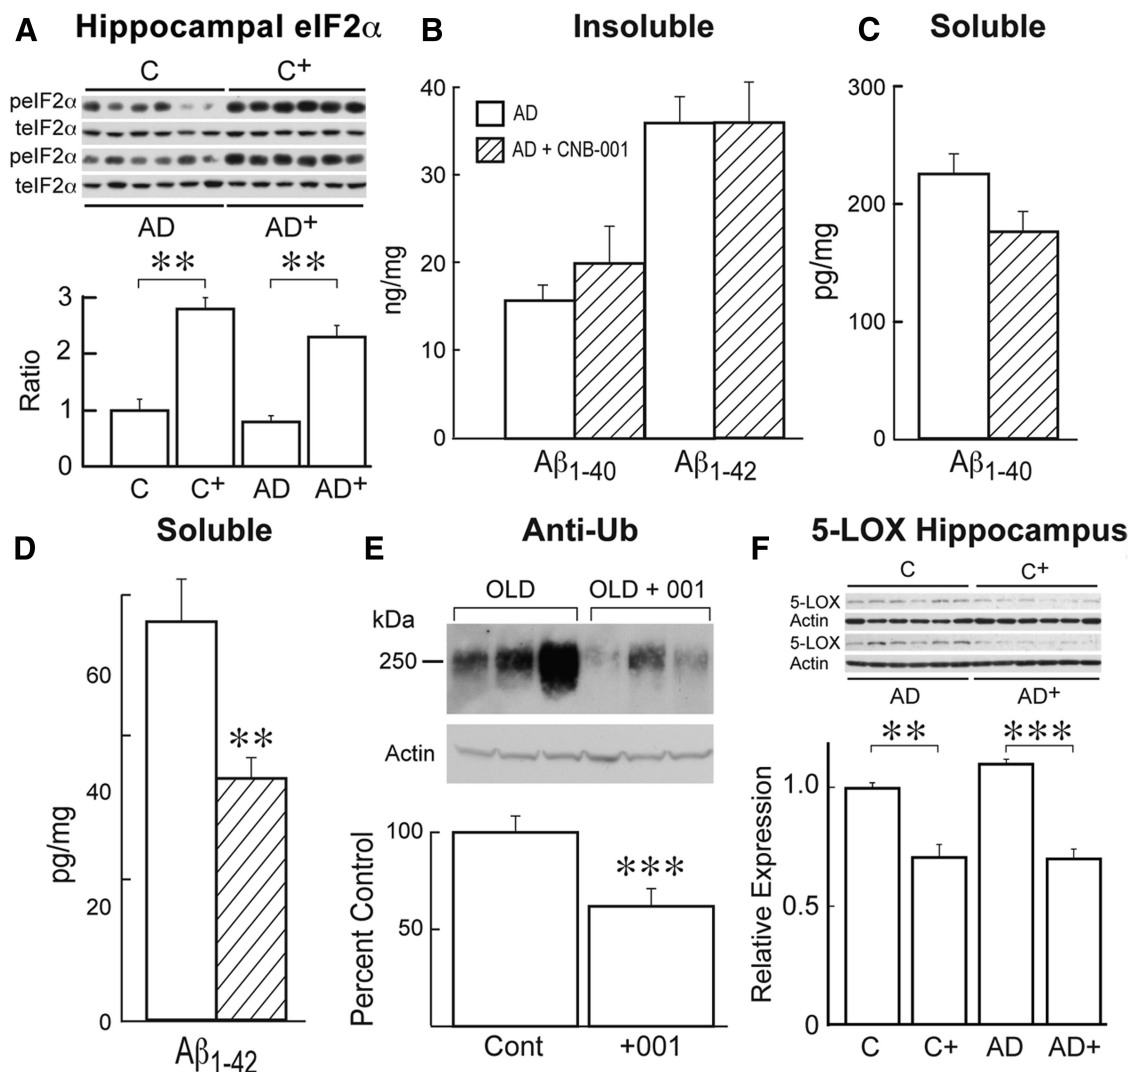 A Hippocampal eIF2α
C C+
peIF2α
teIF2α
peIF2α
teIF2α
AD AD+
** **
3
2
1
0
Ratio
C C+ AD AD+
B Insoluble
40
30
20
10
0
ng/mg
AD
AD + CNB-001
Aβ1-40 Aβ1-42
C Soluble
300
200
100
0
pg/mg
Aβ1-40
D Soluble
60
40
20
0
pg/mg
**
Aβ1-42
E Anti-Ub
OLD OLD + 001
kDa
250
Actin
100
50
Percent Control
***
Cont +001
F 5-LOX Hippocampus
C C+
5-LOX
Actin
5-LOX
Actin
AD AD+
** ***
1.0
0.5
0
Relative Expression
C C+ AD AD+